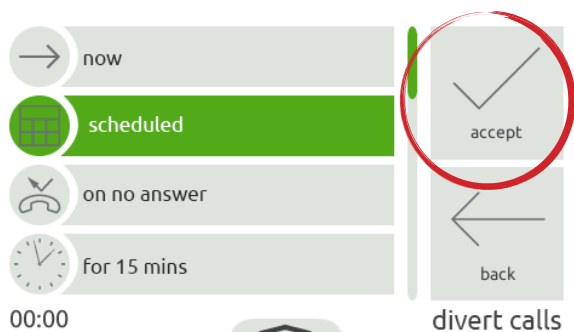 now
scheduled
on no answer
for 15 mins
accept
back
00:00
divert calls